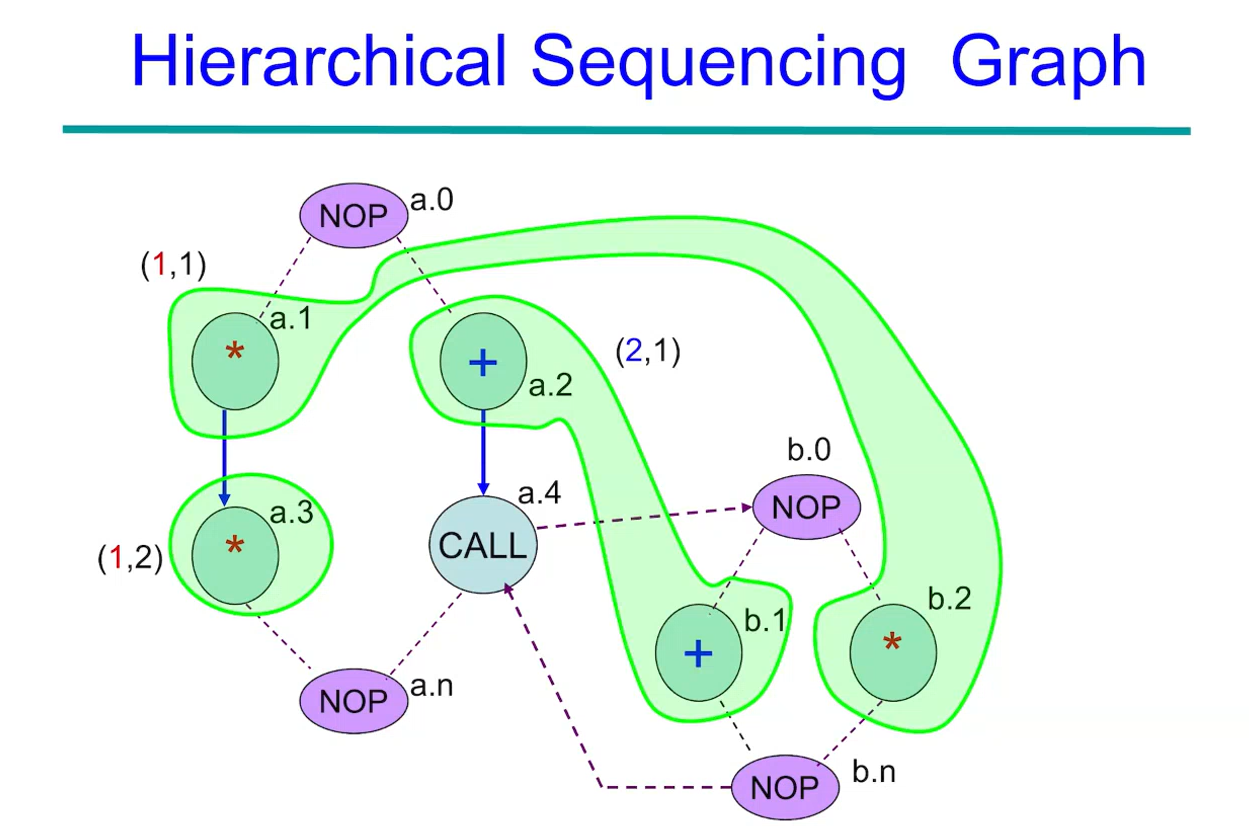 Hierarchical Sequencing Graph
NOP
a.0
(1,1)
a.1
*
+
a.2
(2,1)
b.0
NOP
a.4
CALL
a.3
*
(1,2)
b.2
*
b.1
+
NOP
a.n
NOP
b.n